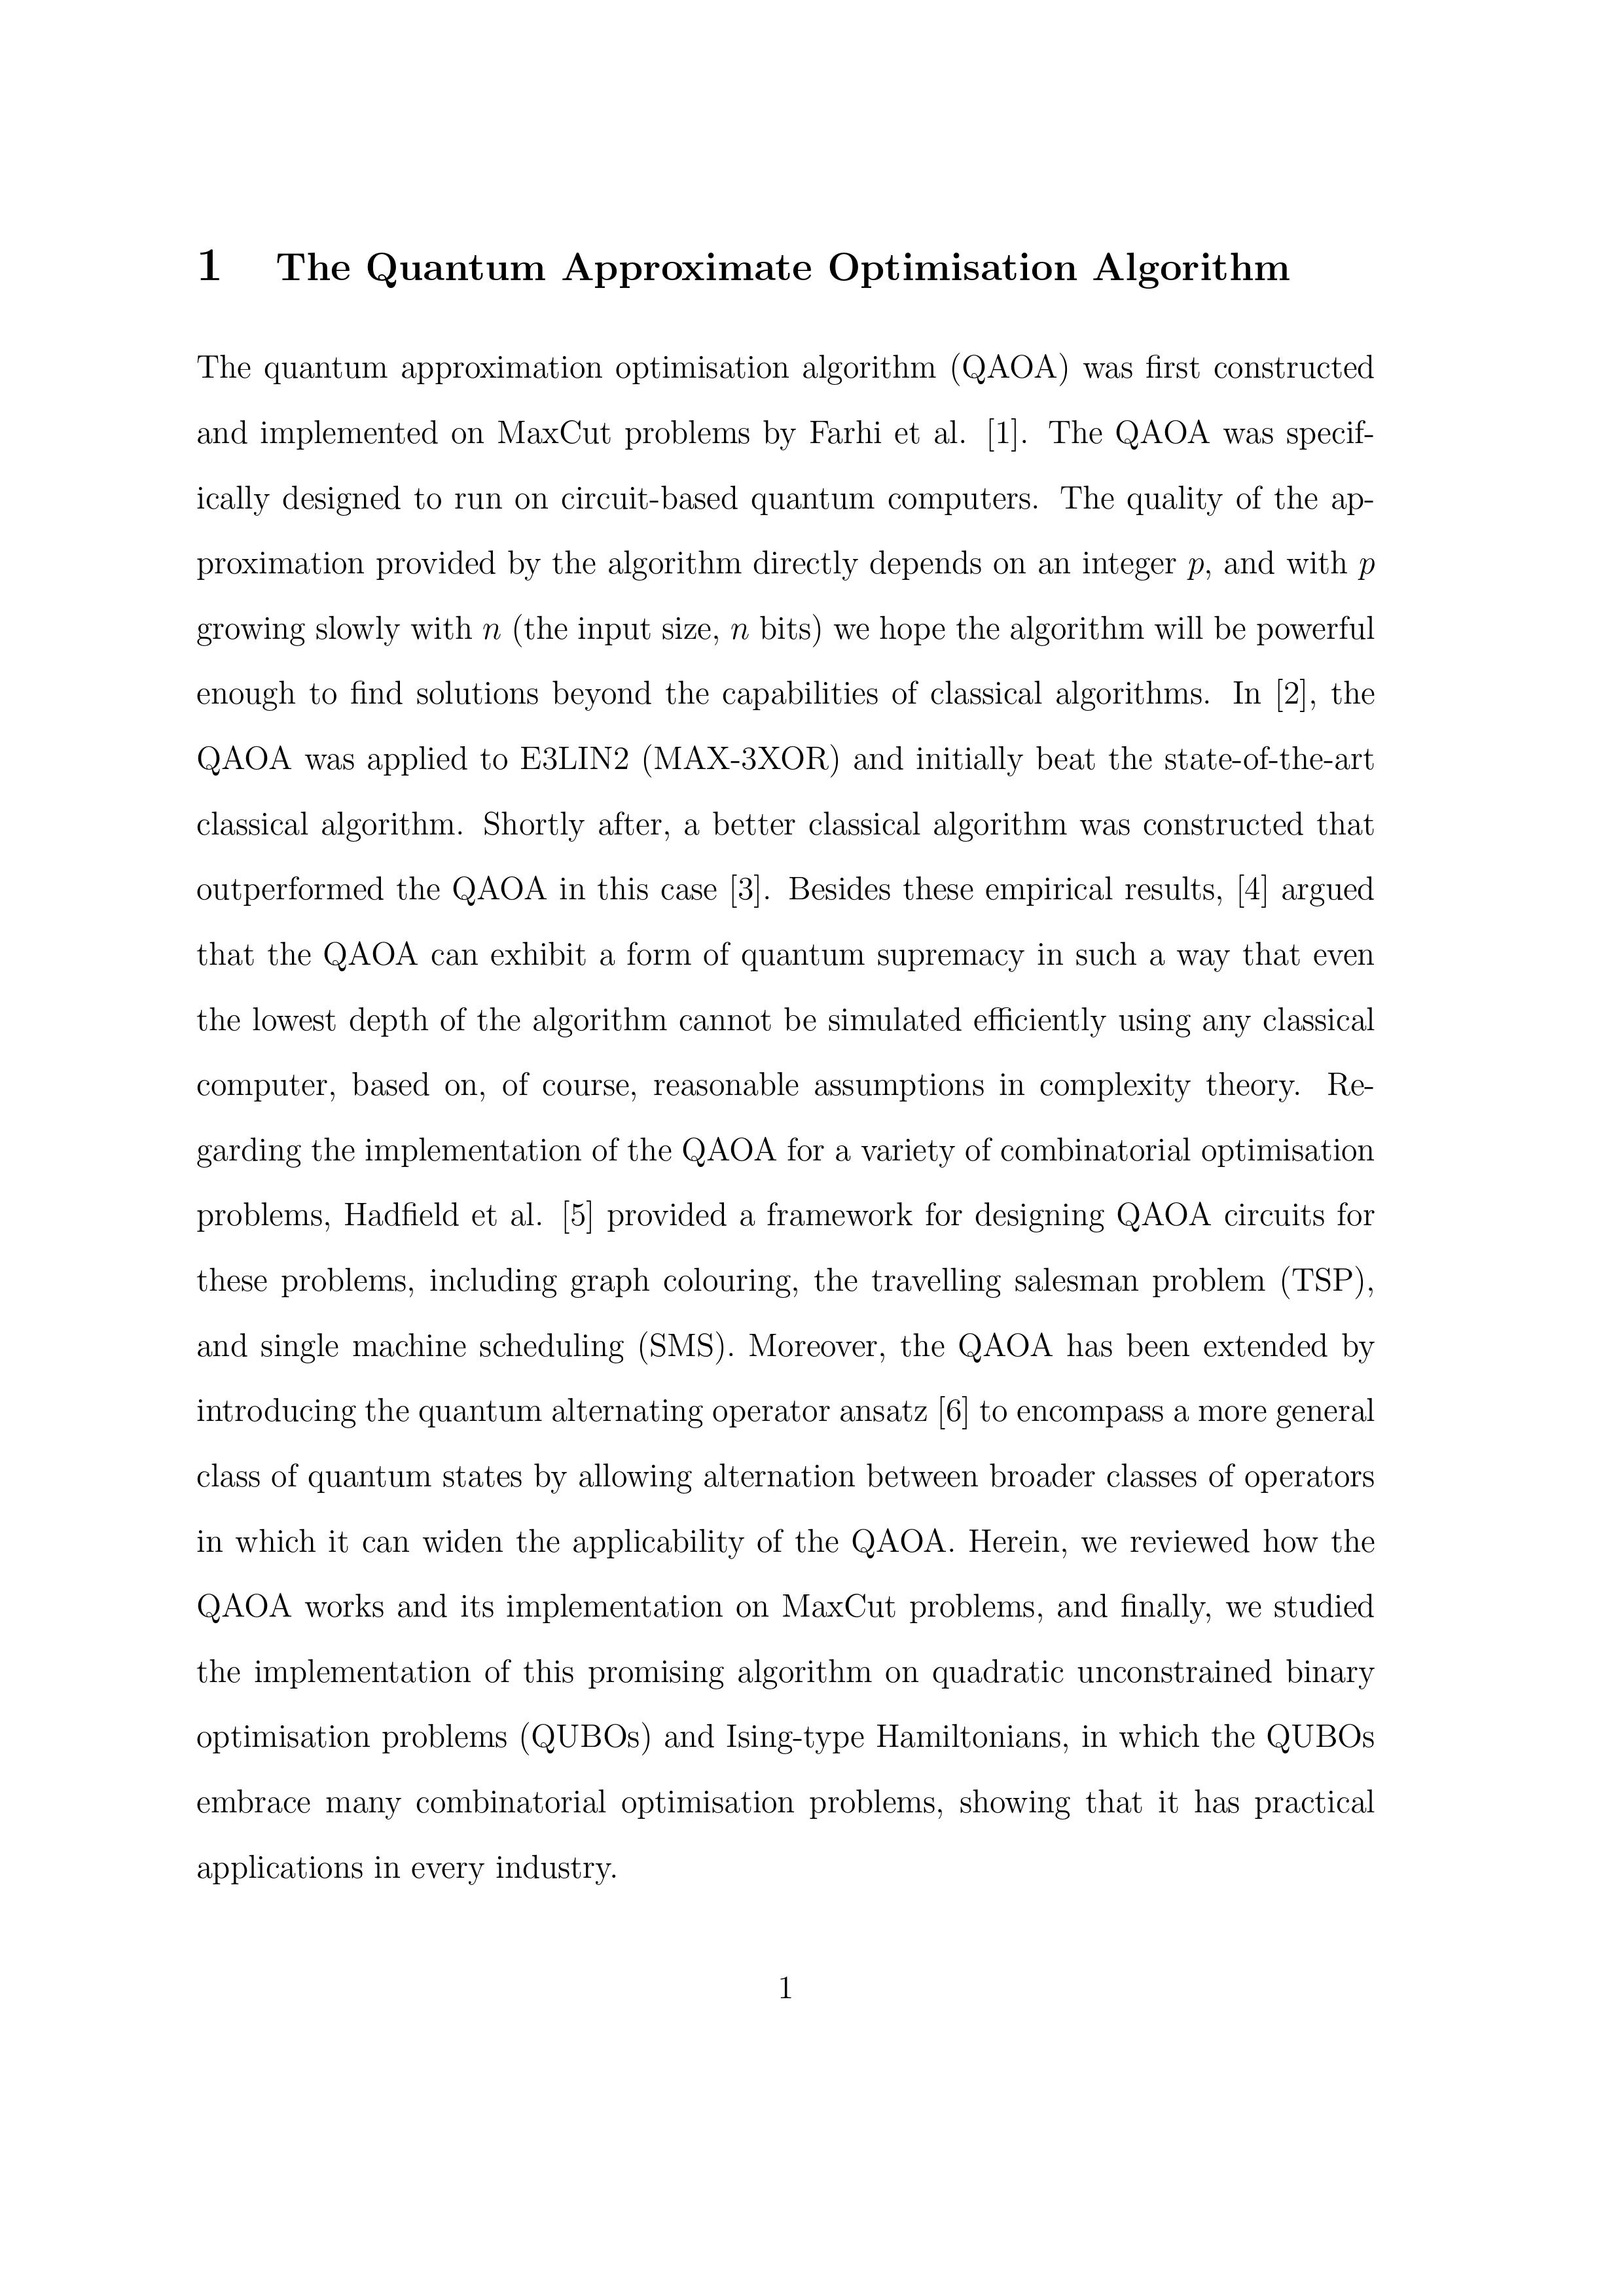 1 The Quantum Approximate Optimisation Algorithm
The quantum approximation optimisation algorithm (QAOA) was first constructed
and implemented on MaxCut problems by Farhi et al. [1]. The QAOA was specif-
ically designed to run on circuit-based quantum computers. The quality of the ap-
proximation provided by the algorithm directly depends on an integer p, and with p
growing slowly with n (the input size, n bits) we hope the algorithm will be powerful
enough to find solutions beyond the capabilities of classical algorithms. In [2], the
QAOA was applied to E3LIN2 (MAX-3XOR) and initially beat the state-of-the-art
classical algorithm. Shortly after, a better classical algorithm was constructed that
outperformed the QAOA in this case [3]. Besides these empirical results, [4] argued
that the QAOA can exhibit a form of quantum supremacy in such a way that even
the lowest depth of the algorithm cannot be simulated efficiently using any classical
computer, based on, of course, reasonable assumptions in complexity theory. Re-
garding the implementation of the QAOA for a variety of combinatorial optimisation
problems, Hadfield et al. [5] provided a framework for designing QAOA circuits for
these problems, including graph colouring, the travelling salesman problem (TSP),
and single machine scheduling (SMS). Moreover, the QAOA has been extended by
introducing the quantum alternating operator ansatz [6] to encompass a more general
class of quantum states by allowing alternation between broader classes of operators
in which it can widen the applicability of the QAOA. Herein, we reviewed how the
QAOA works and its implementation on MaxCut problems, and finally, we studied
the implementation of this promising algorithm on quadratic unconstrained binary
optimisation problems (QUBOs) and Ising-type Hamiltonians, in which the QUBOs
embrace many combinatorial optimisation problems, showing that it has practical
applications in every industry.
1